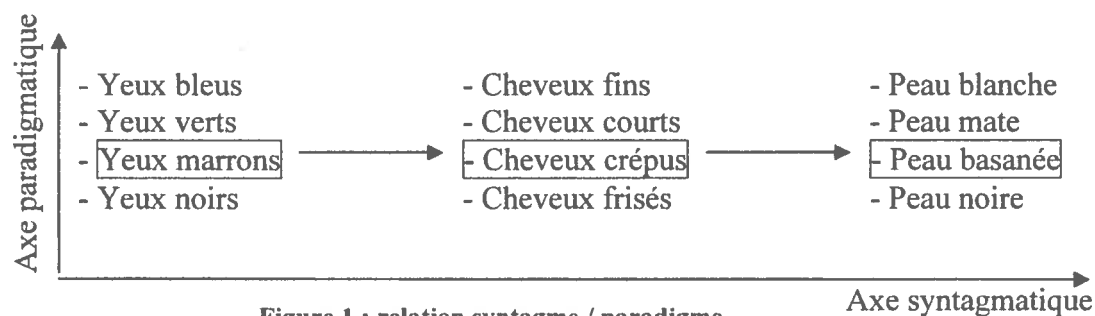 Axe paradigmatique
- Yeux bleus
- Yeux verts
- Yeux marrons
- Yeux noirs
- Cheveux fins
- Cheveux courts
- Cheveux crépus
- Cheveux frisés
- Peau blanche
- Peau mate
- Peau basanée
- Peau noire
Axe syntagmatique
Figure 1 : relation syntagme / paradigme